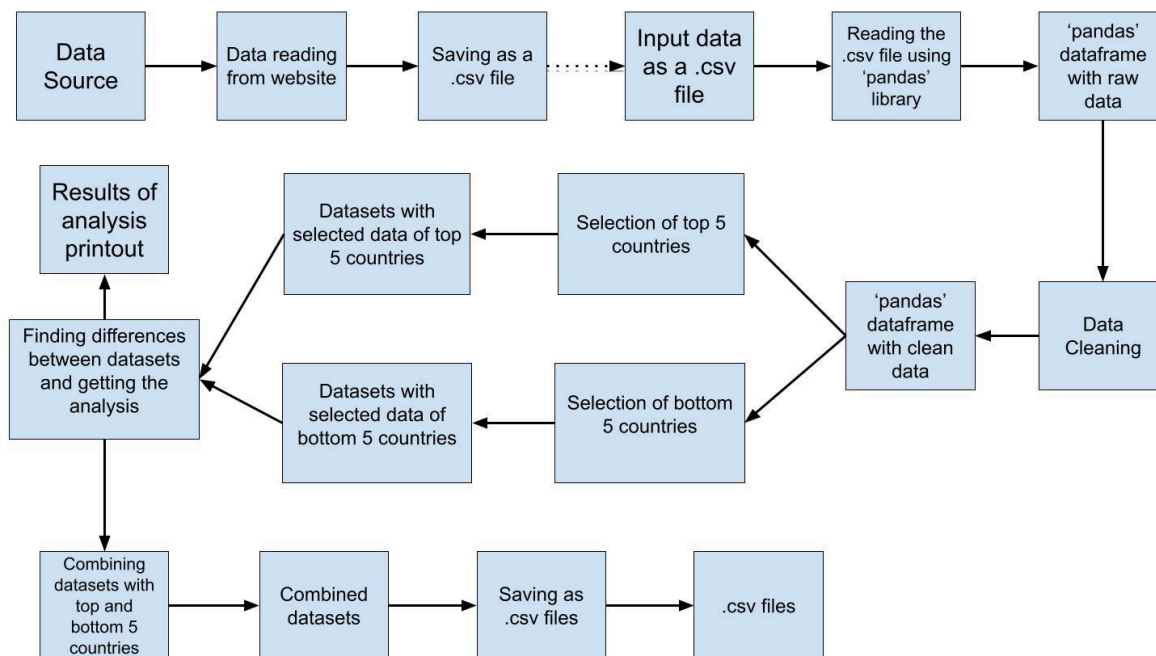 Data
Source
Data reading
from website
Saving as a
.csv file
Input data
as a .csv
file
Reading the
.csv file using
‘pandas’
library
‘pandas’
dataframe
with raw
data
Results of
analysis
printout
Datasets with
selected data of top
5 countries
Selection of top 5
countries
‘pandas’
dataframe
with clean
data
Data
Cleaning
Finding differences
between datasets
and getting the
analysis
Datasets with
selected data of
bottom 5 countries
Selection of bottom
5 countries
Combining
datasets with
top and
bottom 5
countries
Combined
datasets
Saving as
.csv files
.csv files